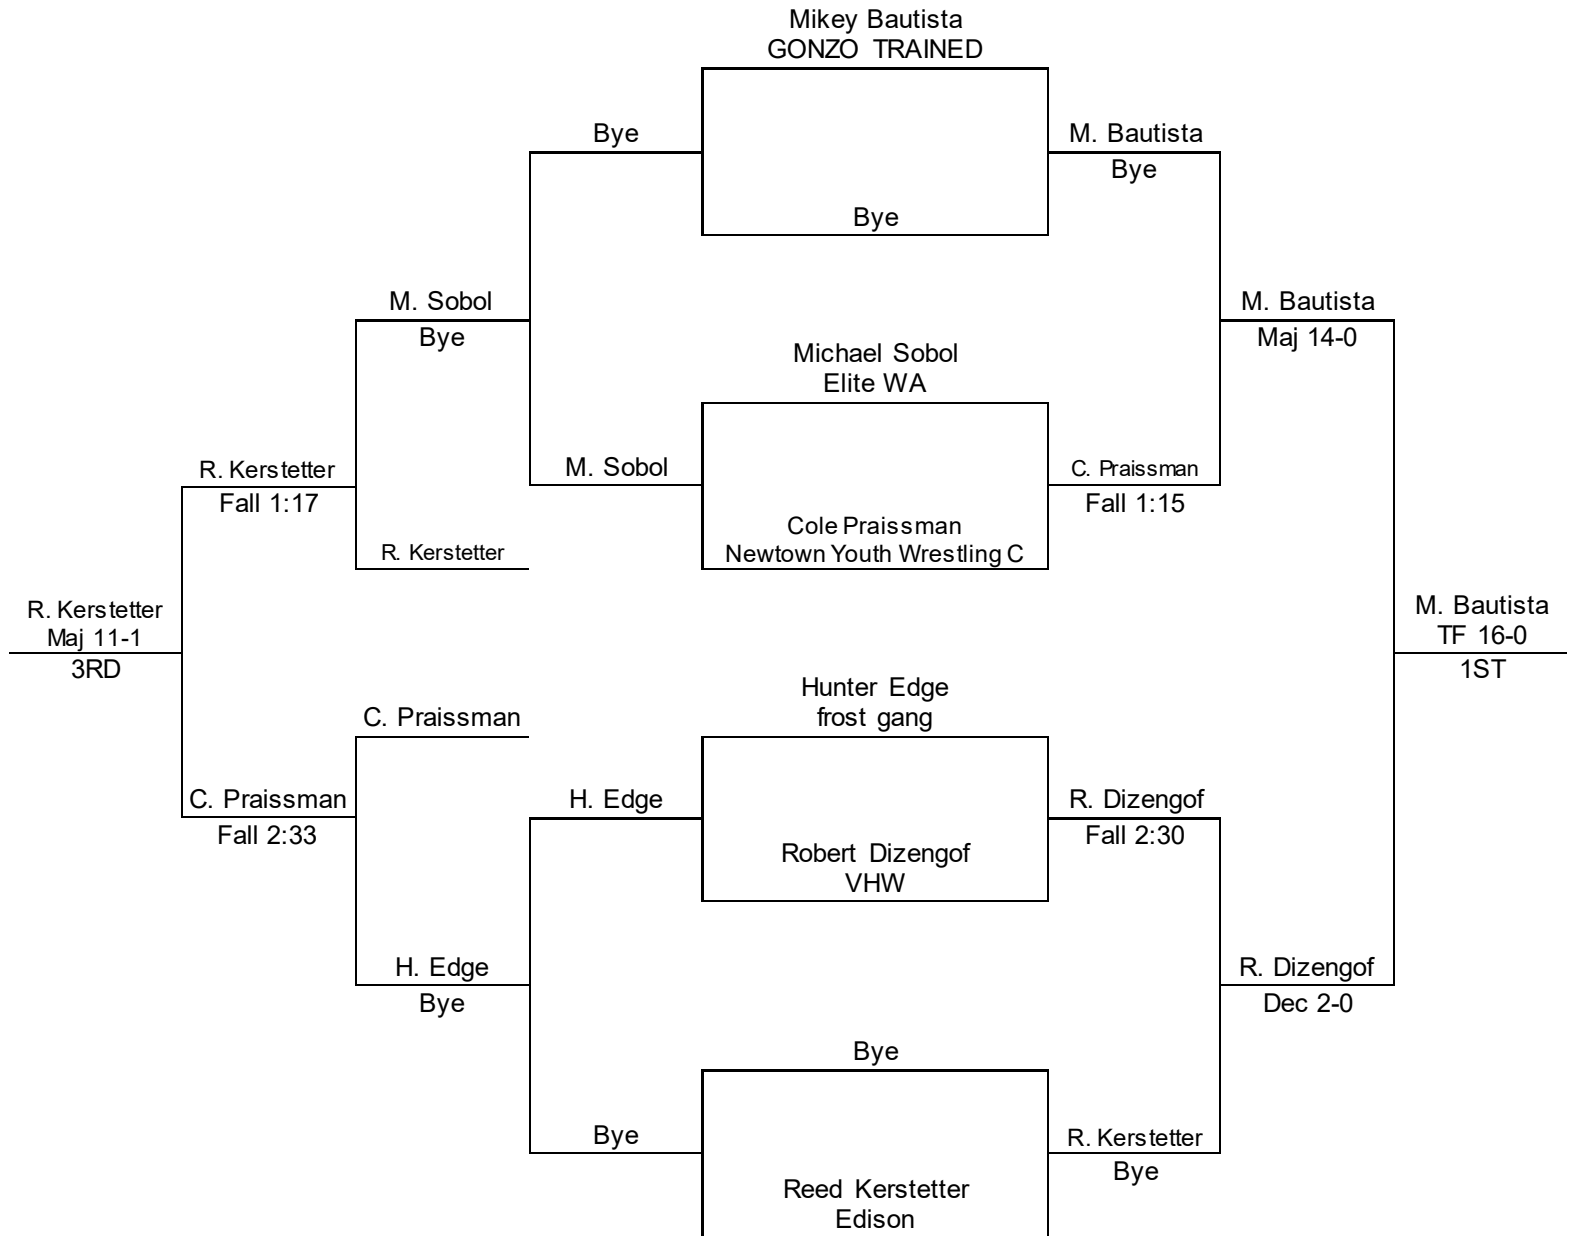 Mikey Bautista
GONZO TRAINED
Bye
M. Bautista
Bye
Bye
M. Sobol
Bye
M. Bautista
Maj 14-0
Michael Sobol
Elite WA
R. Kerstetter
Fall 1:17
M. Sobol
C. Praissman
Fall 1:15
Cole Praissman
Newtown Youth Wrestling C
R. Kerstetter
R. Kerstetter
Maj 11-1
3RD
M. Bautista
TF 16-0
1ST
Hunter Edge
frost gang
C. Praissman
C. Praissman
Fall 2:33
H. Edge
R. Dizengof
Fall 2:30
Robert Dizengof
VHW
H. Edge
Bye
R. Dizengof
Dec 2-0
Bye
Bye
R. Kerstetter
Bye
Reed Kerstetter
Edison